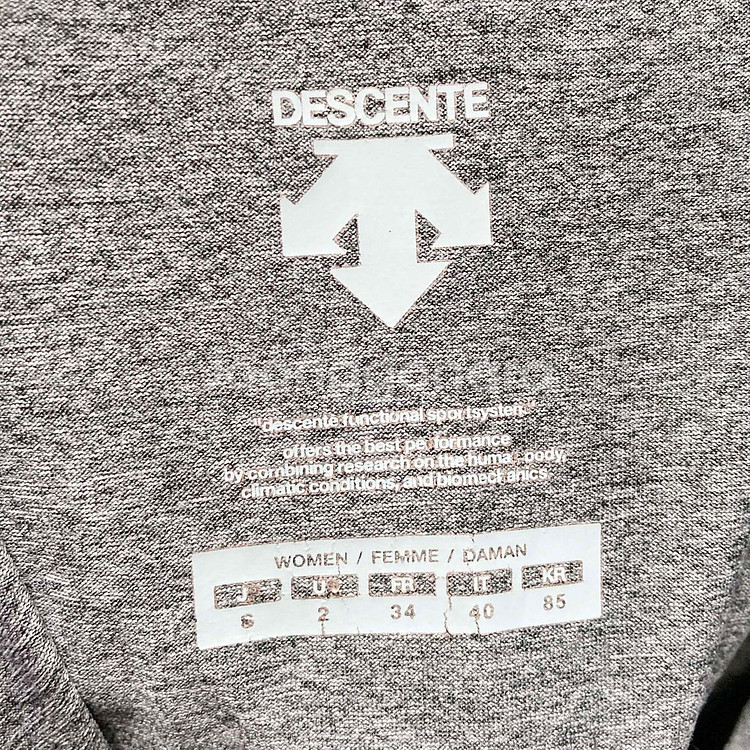 DESCENTE
"descente functional sportsystem"
offers the best performance
by combining research on the human body,
climatic conditions, and biomechanics
WOMEN / FEMME / DAMAN
J US FR IT KR
S 2 34 40 85